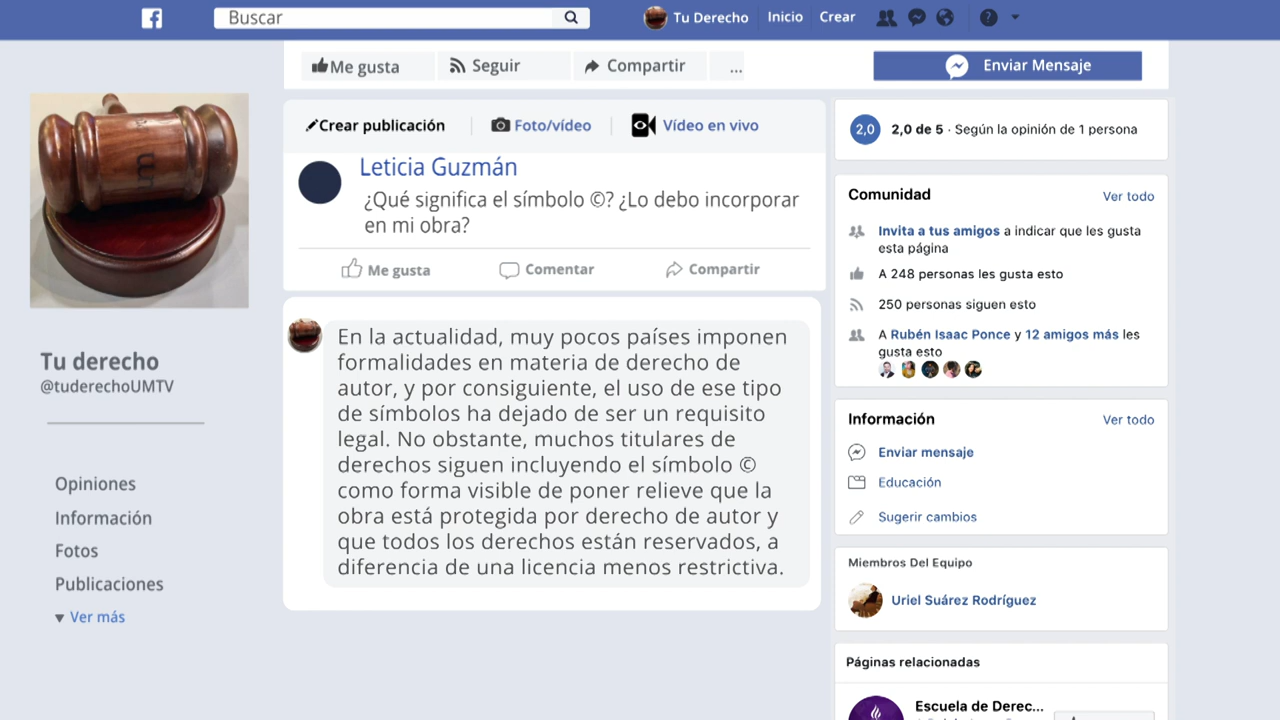 Buscar
Tu Derecho
Inicio
Crear
Me gusta
Seguir
Compartir
...
Enviar Mensaje
Crear publicación
Foto/vídeo
Vídeo en vivo
Leticia Guzmán
¿Qué significa el símbolo ©? ¿Lo debo incorporar
en mi obra?
Me gusta
Comentar
Compartir
En la actualidad, muy pocos países imponen
formalidades en materia de derecho de
autor, y por consiguiente, el uso de ese tipo
de símbolos ha dejado de ser un requisito
legal. No obstante, muchos titulares de
derechos siguen incluyendo el símbolo ©
como forma visible de poner relieve que la
obra está protegida por derecho de autor y
que todos los derechos están reservados, a
diferencia de una licencia menos restrictiva.
Tu derecho
@tuderechoUMTV
Opiniones
Información
Fotos
Publicaciones
Ver más
2,0
2,0 de 5 · Según la opinión de 1 persona
Comunidad
Ver todo
Invita a tus amigos a indicar que les gusta
esta página
A 248 personas les gusta esto
250 personas siguen esto
A Rubén Isaac Ponce y 12 amigos más les
gusta esto
Información
Ver todo
Enviar mensaje
Educación
Sugerir cambios
Miembros Del Equipo
Uriel Suárez Rodríguez
Páginas relacionadas
Escuela de Derec...